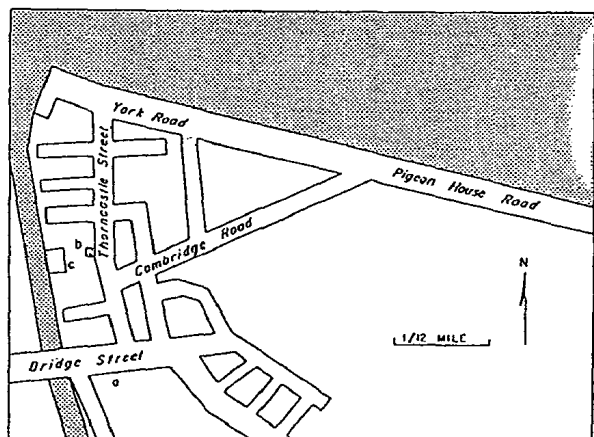 York Road
Thorncastle Street
Pigeon House Road
b
c
Cambridge Road
N
1/12 MILE
Bridge Street
a